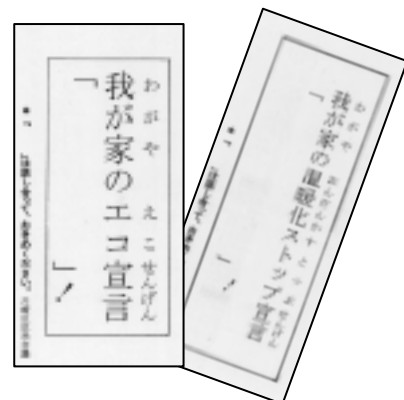 わがや えこせんげん
我が家のエコ宣言
「 」!
わがや おんだんかすとっぷせんげん
我が家の温暖化ストップ宣言
「 」!